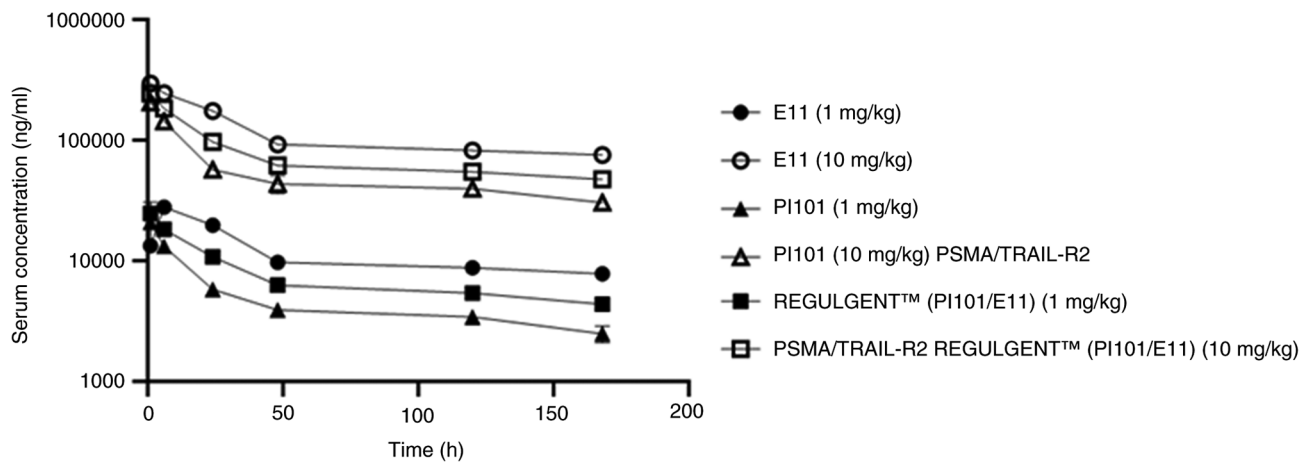 1000000
100000
10000
1000
Serum concentration (ng/ml)
0
50
100
150
200
Time (h)
E11 (1 mg/kg)
E11 (10 mg/kg)
PI101 (1 mg/kg)
PI101 (10 mg/kg) PSMA/TRAIL-R2
REGULGENT™ (PI101/E11) (1 mg/kg)
PSMA/TRAIL-R2 REGULGENT™ (PI101/E11) (10 mg/kg)